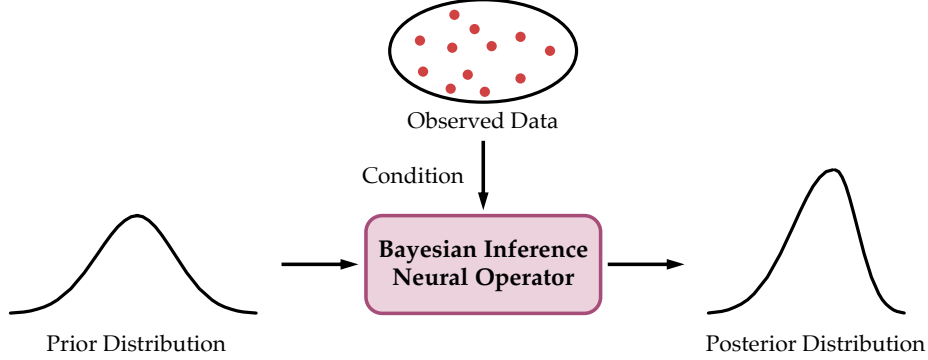 Observed Data
Condition
Bayesian Inference
Neural Operator
Prior Distribution
Posterior Distribution